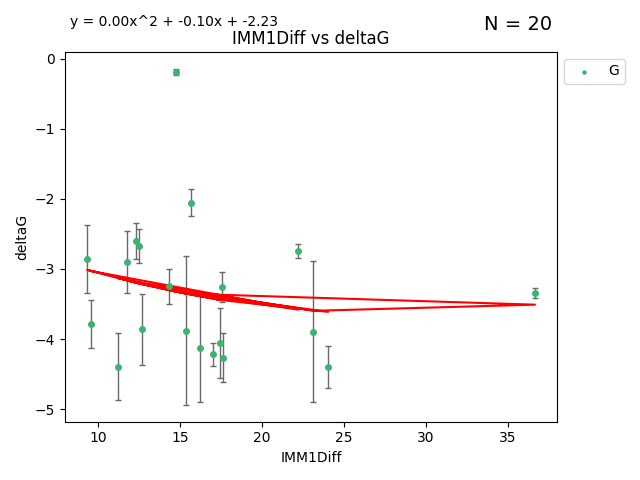 y = 0.00x^2 + -0.10x + -2.23
N = 20
IMM1Diff vs deltaG
G
0
−1
−2
−3
−4
−5
deltaG
10 15 20 25 30 35
IMM1Diff